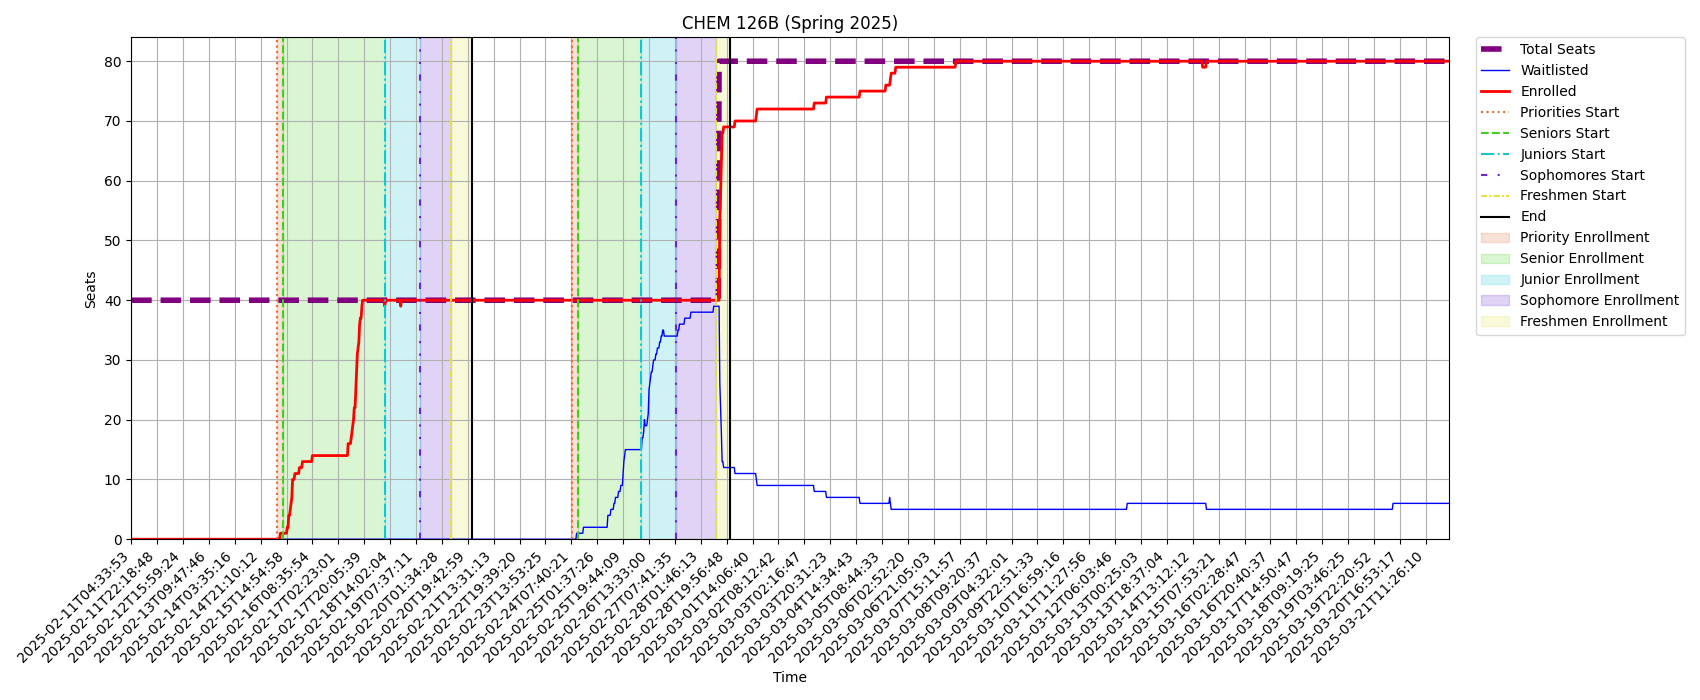 CHEM 126B (Spring 2025)
Seats
80
70
60
50
40
30
20
10
0
2025-02-11T04:33:53
2025-02-11T22:18:48
2025-02-12T15:59:24
2025-02-13T09:47:46
2025-02-14T03:35:16
2025-02-14T21:10:12
2025-02-15T14:54:58
2025-02-16T08:35:54
2025-02-17T02:23:01
2025-02-17T20:05:39
2025-02-18T14:02:04
2025-02-19T07:37:11
2025-02-20T01:34:28
2025-02-20T19:42:59
2025-02-21T13:31:13
2025-02-22T19:39:20
2025-02-23T13:53:25
2025-02-24T07:40:21
2025-02-25T01:37:26
2025-02-25T19:44:09
2025-02-26T13:33:00
2025-02-27T07:41:35
2025-02-28T01:46:13
2025-02-28T19:56:48
2025-03-01T14:06:40
2025-03-02T08:12:42
2025-03-03T02:16:47
2025-03-03T20:31:23
2025-03-04T14:34:43
2025-03-05T08:44:33
2025-03-06T02:52:20
2025-03-06T21:05:03
2025-03-07T15:11:57
2025-03-08T09:20:37
2025-03-09T04:32:01
2025-03-09T22:51:33
2025-03-10T16:59:16
2025-03-11T11:27:56
2025-03-12T06:03:46
2025-03-13T00:25:03
2025-03-13T18:37:04
2025-03-14T13:12:12
2025-03-15T07:53:21
2025-03-16T02:28:47
2025-03-16T20:40:37
2025-03-17T14:50:47
2025-03-18T09:19:25
2025-03-19T03:46:25
2025-03-19T22:20:52
2025-03-20T16:53:17
2025-03-21T11:26:10
Time
Total Seats
Waitlisted
Enrolled
Priorities Start
Seniors Start
Juniors Start
Sophomores Start
Freshmen Start
End
Priority Enrollment
Senior Enrollment
Junior Enrollment
Sophomore Enrollment
Freshmen Enrollment